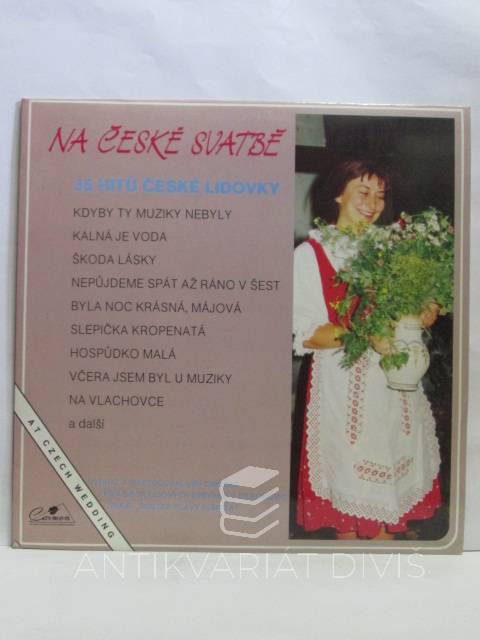 NA ČESKÉ SVATBĚ
35 HITŮ ČESKÉ LIDOVKY
KDYBY TY MUZIKY NEBYLY
KALNÁ JE VODA
ŠKODA LÁSKY
NEPŮJDEME SPÁT AŽ RÁNO V ŠEST
BYLA NOC KRÁSNÁ, MÁJOVÁ
SLEPIČKA KROPENATÁ
HOSPŮDKO MALÁ
VČERA JSEM BYL U MUZIKY
NA VLACHOVCE
a další
AT CZECH WEDDING
ANTIKVARIÁT DIVIŠ